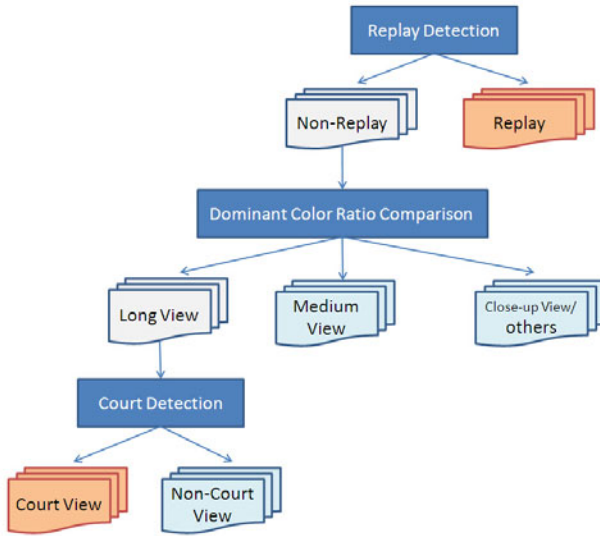 Replay Detection
Non-Replay
Replay
Dominant Color Ratio Comparison
Long View
Medium
View
Close-up View/
others
Court Detection
Court View
Non-Court
View